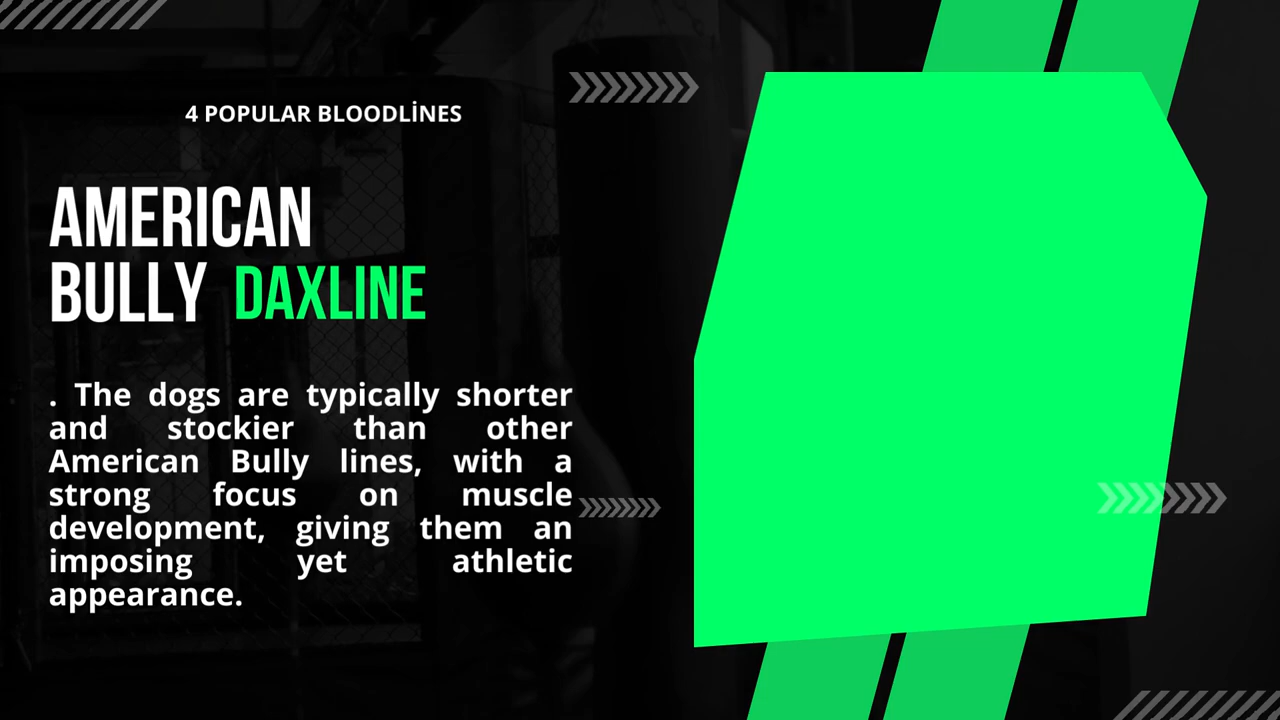 4 POPULAR BLOODLİNES
AMERICAN
BULLY DAXLINE
. The dogs are typically shorter
and stockier than other
American Bully lines, with a
strong focus on muscle
development, giving them an
imposing yet athletic
appearance.